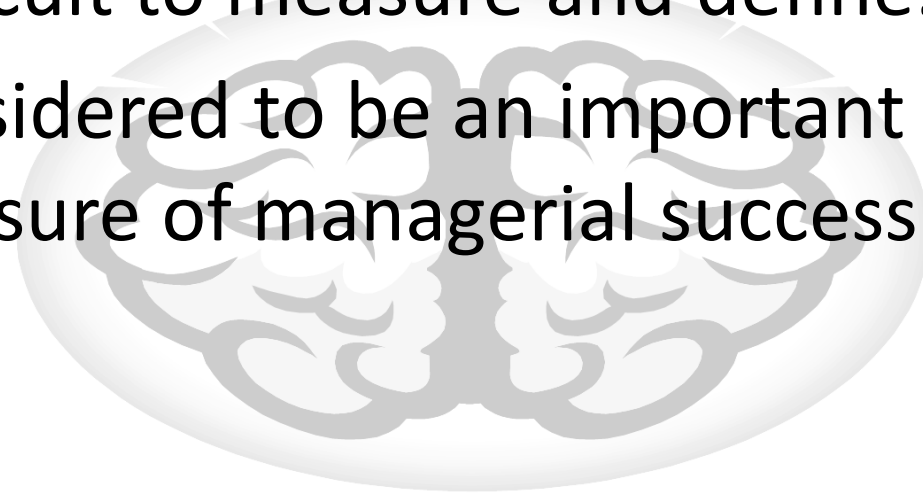 cult to measure and define.
sidered to be an important
sure of managerial success